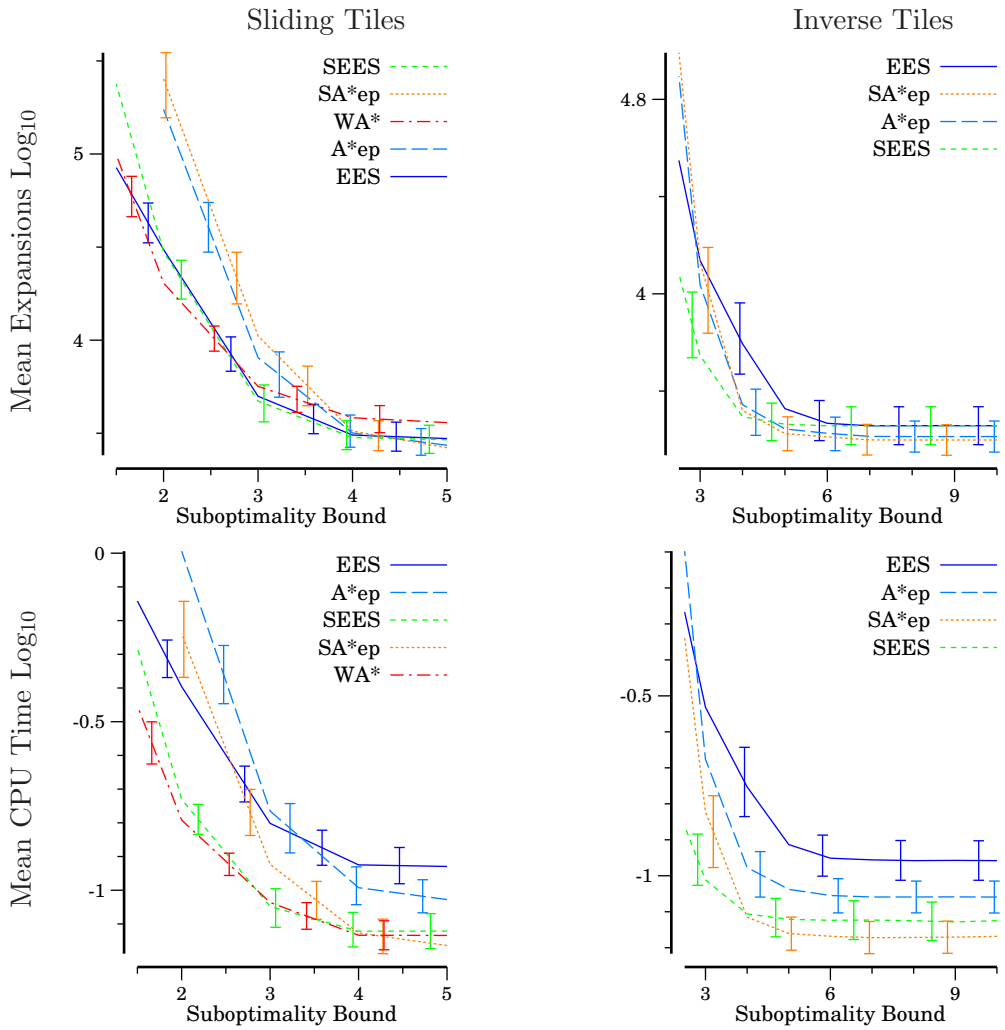 Sliding Tiles
Inverse Tiles
Mean Expansions Log10
5
4
SEES
SA*ep
WA*
A*ep
EES
2 3 4 5
Suboptimality Bound
4.8
4
EES
SA*ep
A*ep
SEES
3 6 9
Suboptimality Bound
Mean CPU Time Log10
0
-0.5
-1
EES
A*ep
SEES
SA*ep
WA*
2 3 4 5
Suboptimality Bound
-0.5
-1
EES
A*ep
SA*ep
SEES
3 6 9
Suboptimality Bound